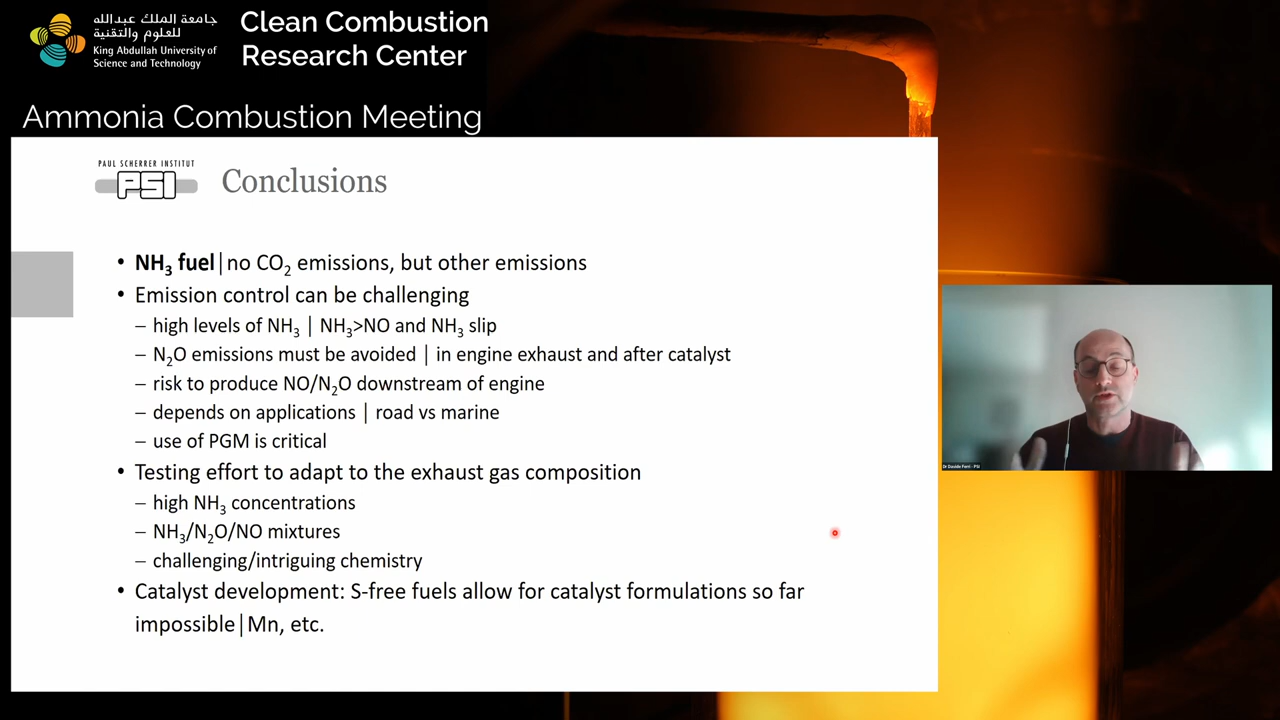 جامعة الملك عبدالله
للعلوم والتقنية
King Abdullah University of
Science and Technology
Clean Combustion
Research Center
Ammonia Combustion Meeting
PAUL SCHERRER INSTITUT
PSI
Conclusions
• NH₃ fuel|no CO₂ emissions, but other emissions
• Emission control can be challenging
– high levels of NH₃ | NH₃>NO and NH₃ slip
– N₂O emissions must be avoided | in engine exhaust and after catalyst
– risk to produce NO/N₂O downstream of engine
– depends on applications | road vs marine
– use of PGM is critical
• Testing effort to adapt to the exhaust gas composition
– high NH₃ concentrations
– NH₃/N₂O/NO mixtures
– challenging/intriguing chemistry
• Catalyst development: S-free fuels allow for catalyst formulations so far
impossible|Mn, etc.
Dr Davide Ferri - PSI